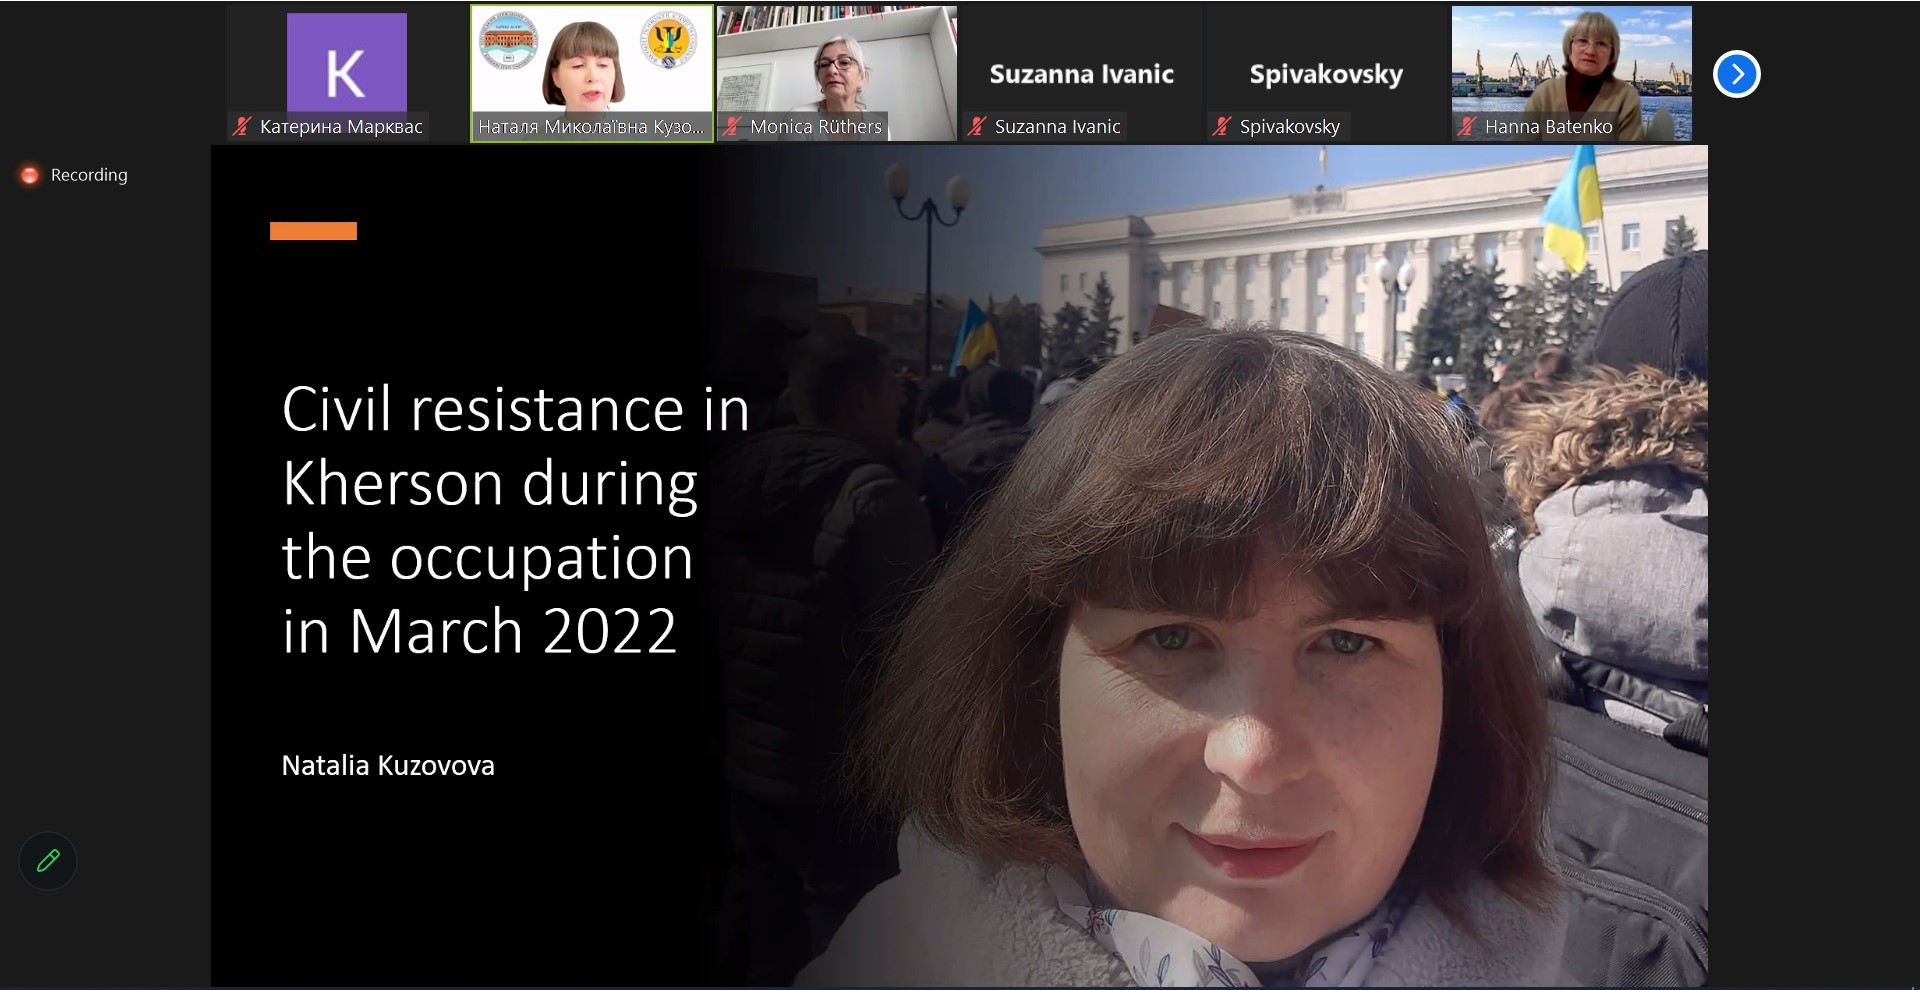 K
Катерина Марквас
Наталя Миколаївна Кузо...
Monica Rüthers
Suzanna Ivanic
Suzanna Ivanic
Spivakovsky
Spivakovsky
Hanna Batenko
Recording
Civil resistance in
Kherson during
the occupation
in March 2022
Natalia Kuzovova